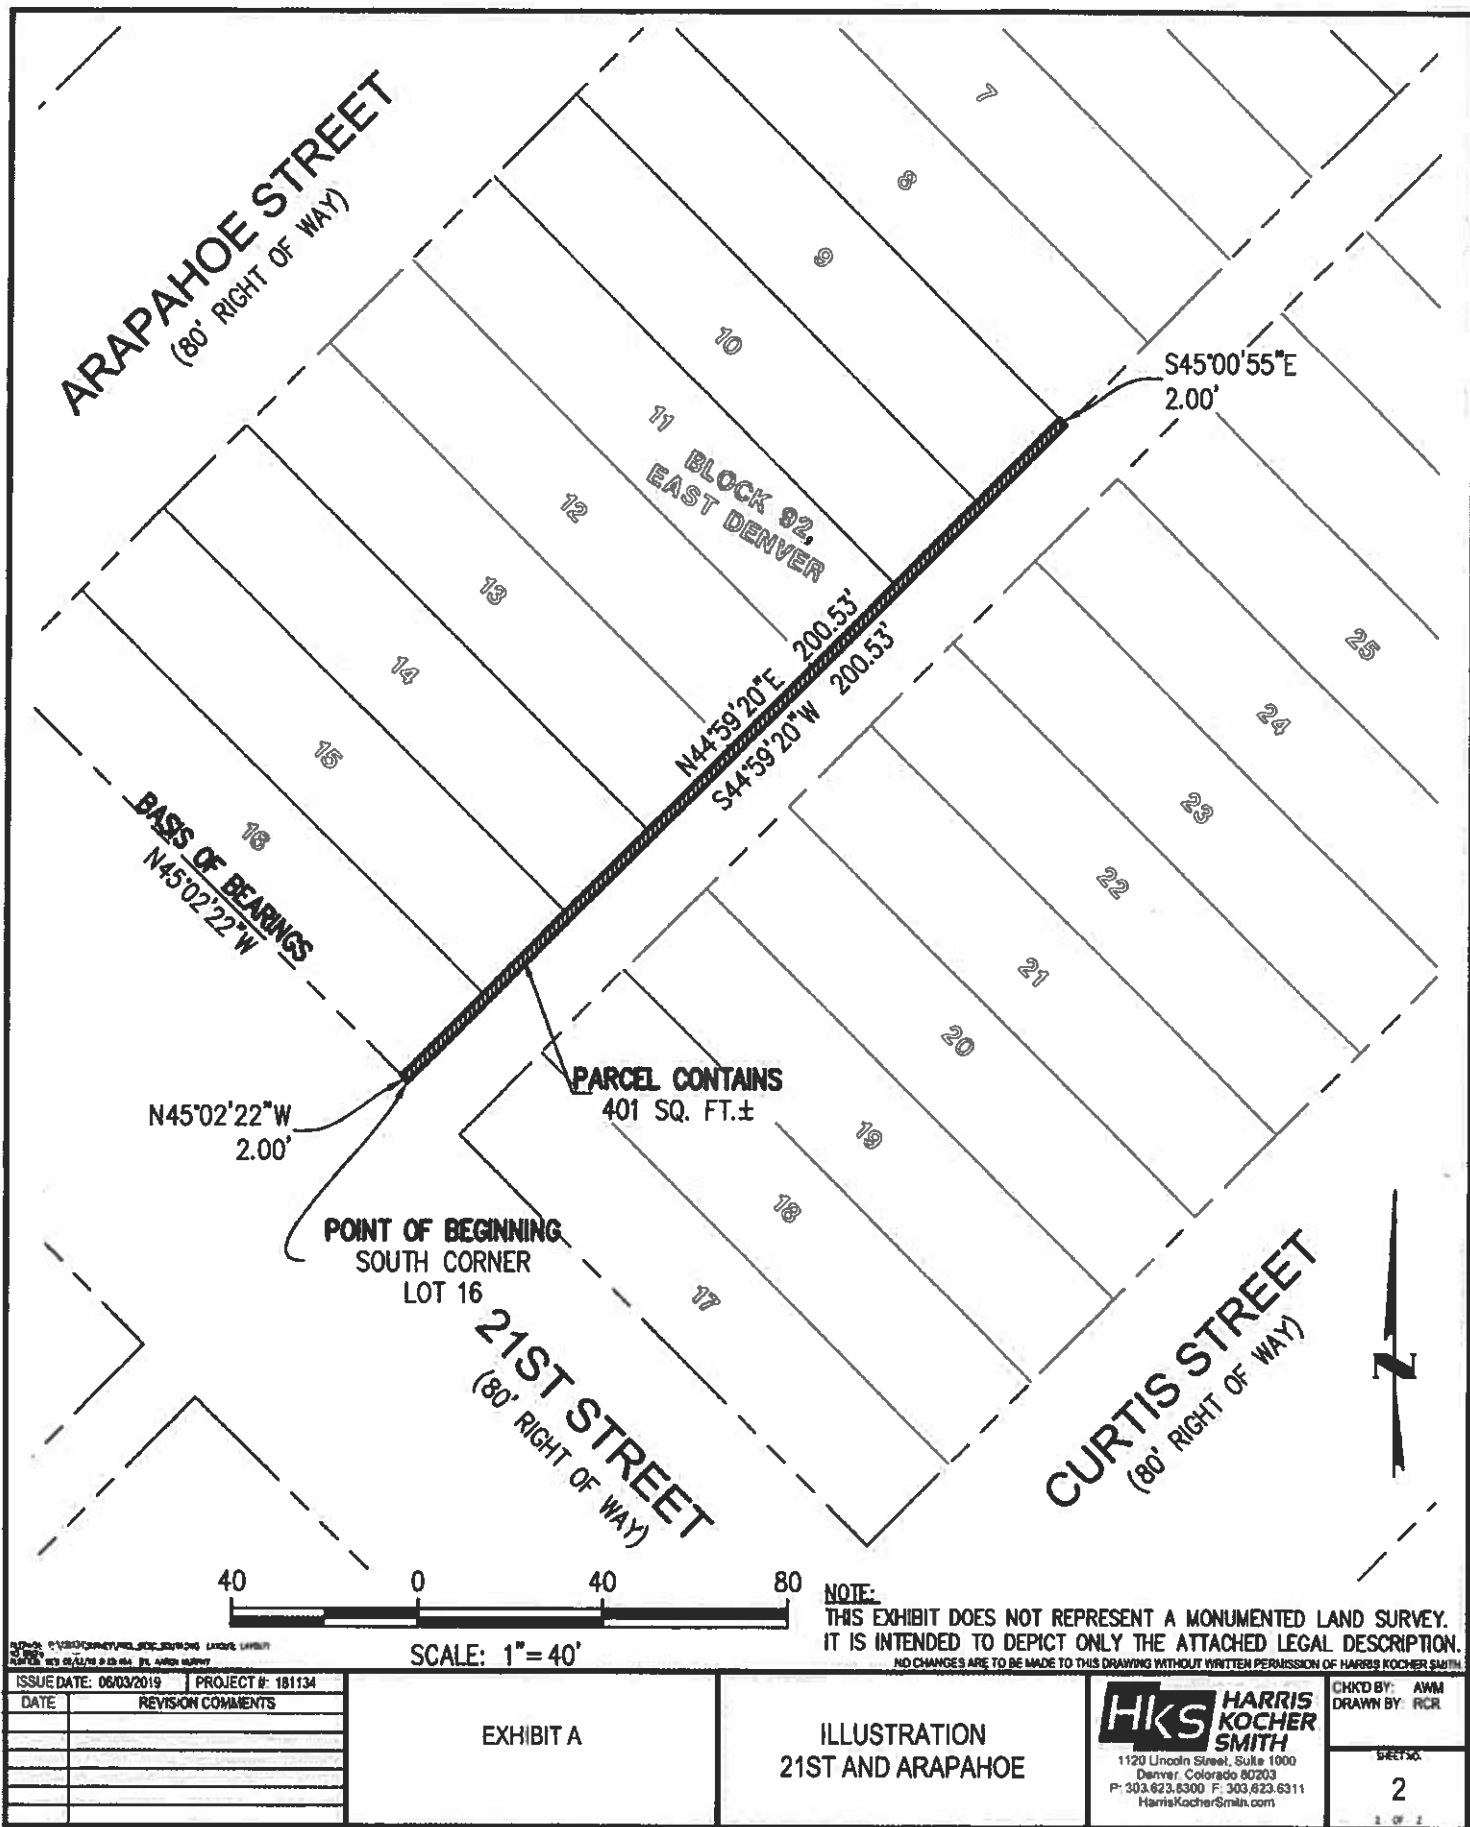 ARAPAHOE STREET
(80' RIGHT OF WAY)
7
8
9
10
11
BLOCK 92,
EAST DENVER
12
13
14
15
16
S45°00'55"E
2.00'
N44°59'20"E 200.53'
S44°59'20"W 200.53'
25
24
23
22
21
20
19
18
17
BASIS OF BEARINGS
N45°02'22"W
N45°02'22"W
2.00'
PARCEL CONTAINS
401 SQ. FT.±
POINT OF BEGINNING
SOUTH CORNER
LOT 16
21ST STREET
(80' RIGHT OF WAY)
CURTIS STREET
(80' RIGHT OF WAY)
N
40 0 40 80
SCALE: 1"= 40'
NOTE:
THIS EXHIBIT DOES NOT REPRESENT A MONUMENTED LAND SURVEY.
IT IS INTENDED TO DEPICT ONLY THE ATTACHED LEGAL DESCRIPTION.
NO CHANGES ARE TO BE MADE TO THIS DRAWING WITHOUT WRITTEN PERMISSION OF HARRIS KOCHER SMITH
ISSUE DATE: 06/03/2019 PROJECT #: 181134
DATE REVISION COMMENTS
EXHIBIT A
ILLUSTRATION
21ST AND ARAPAHOE
HKS HARRIS
KOCHER
SMITH
1120 Lincoln Street, Suite 1000
Denver, Colorado 80203
P: 303.623.6300 F: 303.623.6311
HarrisKocherSmith.com
CHK'D BY: AWM
DRAWN BY: RCR
SHEET NO.
2
2 OF 2